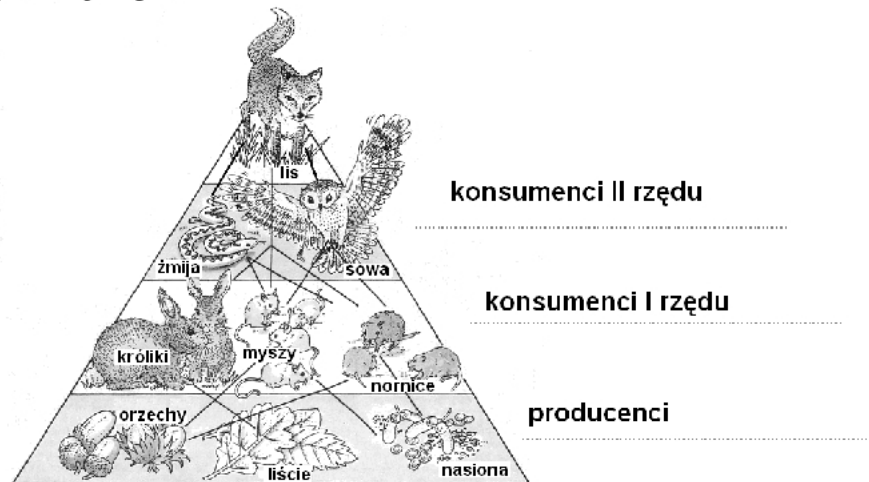 lis
konsumenci II rzędu
żmija
sowa
konsumenci I rzędu
króliki
myszy
nornice
orzechy
producenci
liście
nasiona